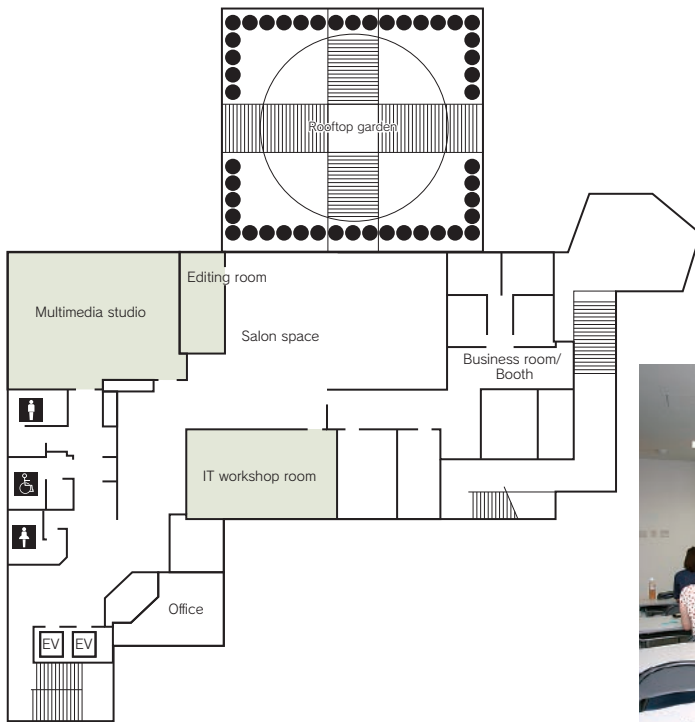 Rooftop garden
Editing room
Multimedia studio
Salon space
Business room/
Booth
IT workshop room
Office
EV
EV